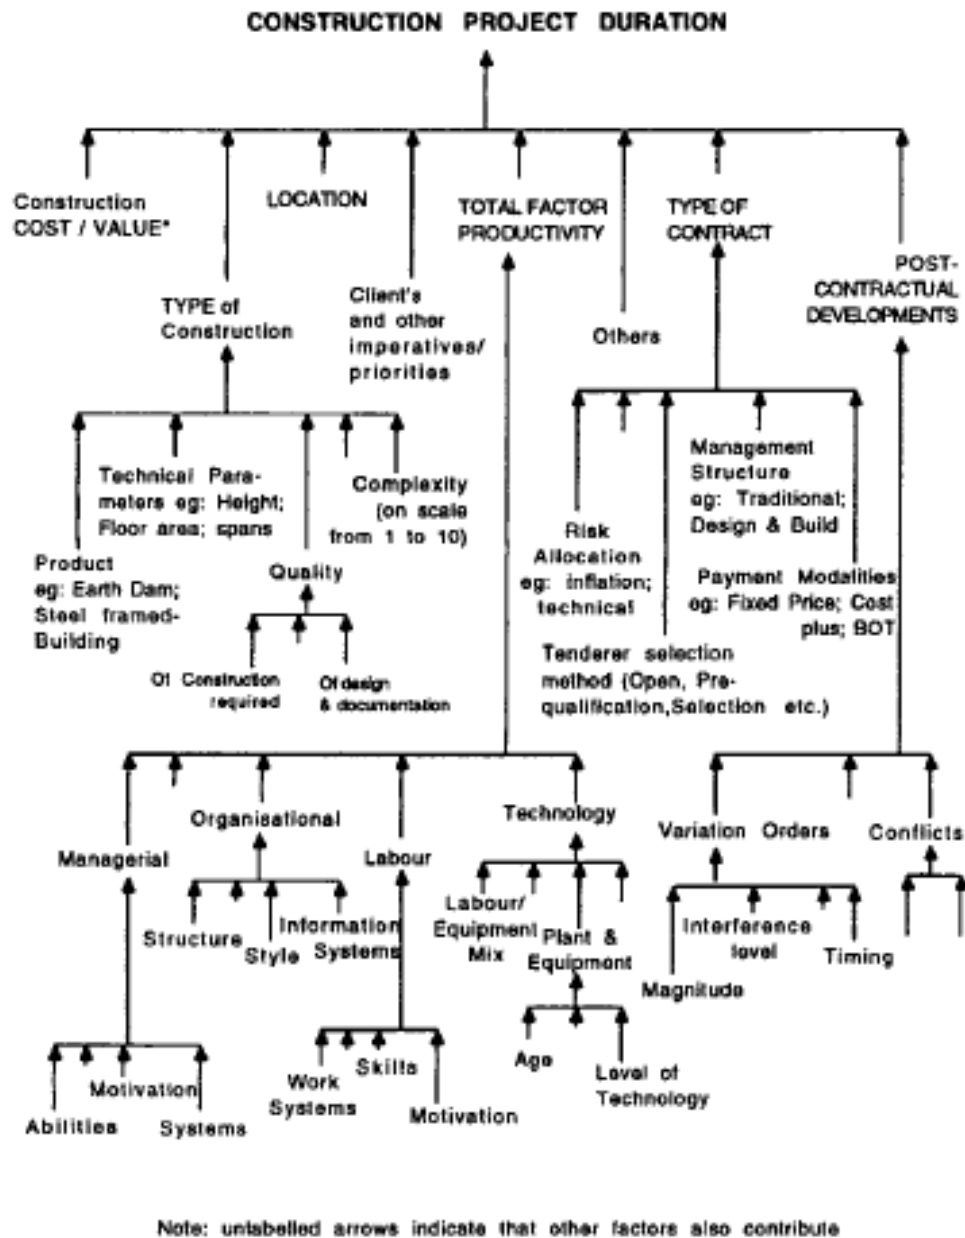 CONSTRUCTION PROJECT DURATION
Construction
COST / VALUE*
LOCATION
TOTAL FACTOR
PRODUCTIVITY
TYPE OF
CONTRACT
POST-
CONTRACTUAL
DEVELOPMENTS
TYPE of
Construction
Client's
and other
imperatives/
priorities
Others
Technical Para-
meters eg: Height;
Floor area; spans
Complexity
(on scale
from 1 to 10)
Management
Structure
eg: Traditional;
Design & Build
Product
eg: Earth Dam;
Steel framed-
Building
Quality
Risk
Allocation
eg: inflation;
technical
Payment Modalities
eg: Fixed Price; Cost
plus; BOT
Of Construction
required
Of design
& documentation
Tenderer selection
method (Open, Pre-
qualification,Selection etc.)
Managerial
Organisational
Labour
Technology
Variation Orders
Conflicts
Structure
Style
Information
Systems
Labour/
Equipment
Mix
Plant &
Equipment
Magnitude
Interference
level
Timing
Abilities
Motivation
Systems
Work
Systems
Skills
Motivation
Age
Level of
Technology
Note: unlabelled arrows indicate that other factors also contribute